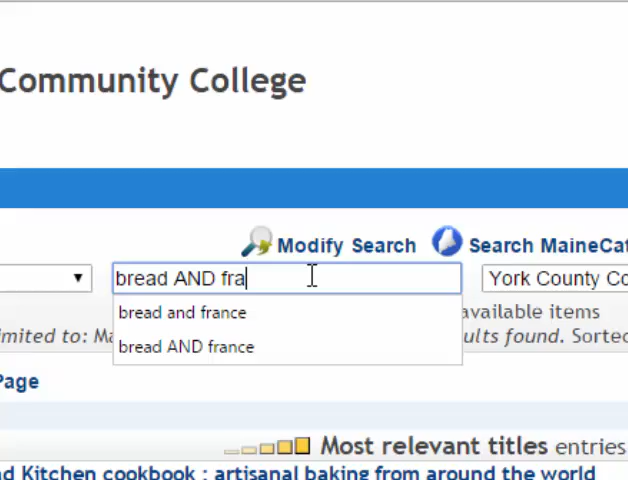 Community College
Modify Search Search MaineCat
bread AND fra York County Co
bread and france available items
imited to: Ma ults found. Sorted
bread AND france
Page
Most relevant titles entries
d Kitchen cookbook : artisanal baking from around the world